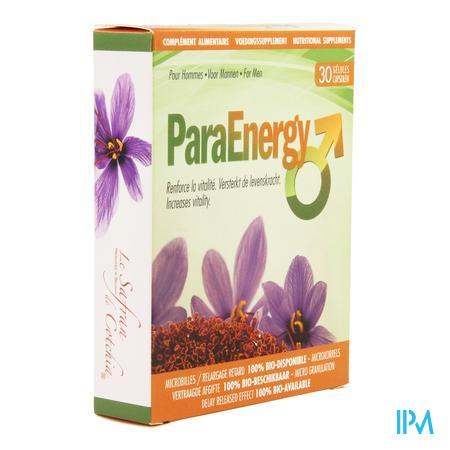 COMPLÉMENT ALIMENTAIRE VOEDINGSSUPPLEMENT NUTRITIONAL SUPPLEMENTS
Pour Hommes • Voor Mannen • For Men
30 GÉLULES
CAPSULEN
ParaEnergy
Renforce la vitalité. Versterkt de levenskracht.
Increases vitality.
MICROBILLES / RELARGAGE RETARD 100% BIO-DISPONIBLE - MICROKORRELS
VERTRAAGDE AFGIFTE 100% BIO-BESCHIKBAAR - MICRO GRANULATION
DELAY RELEASED EFFECT 100% BIO-AVAILABLE
Le Safran
de Cotchia®
IPM